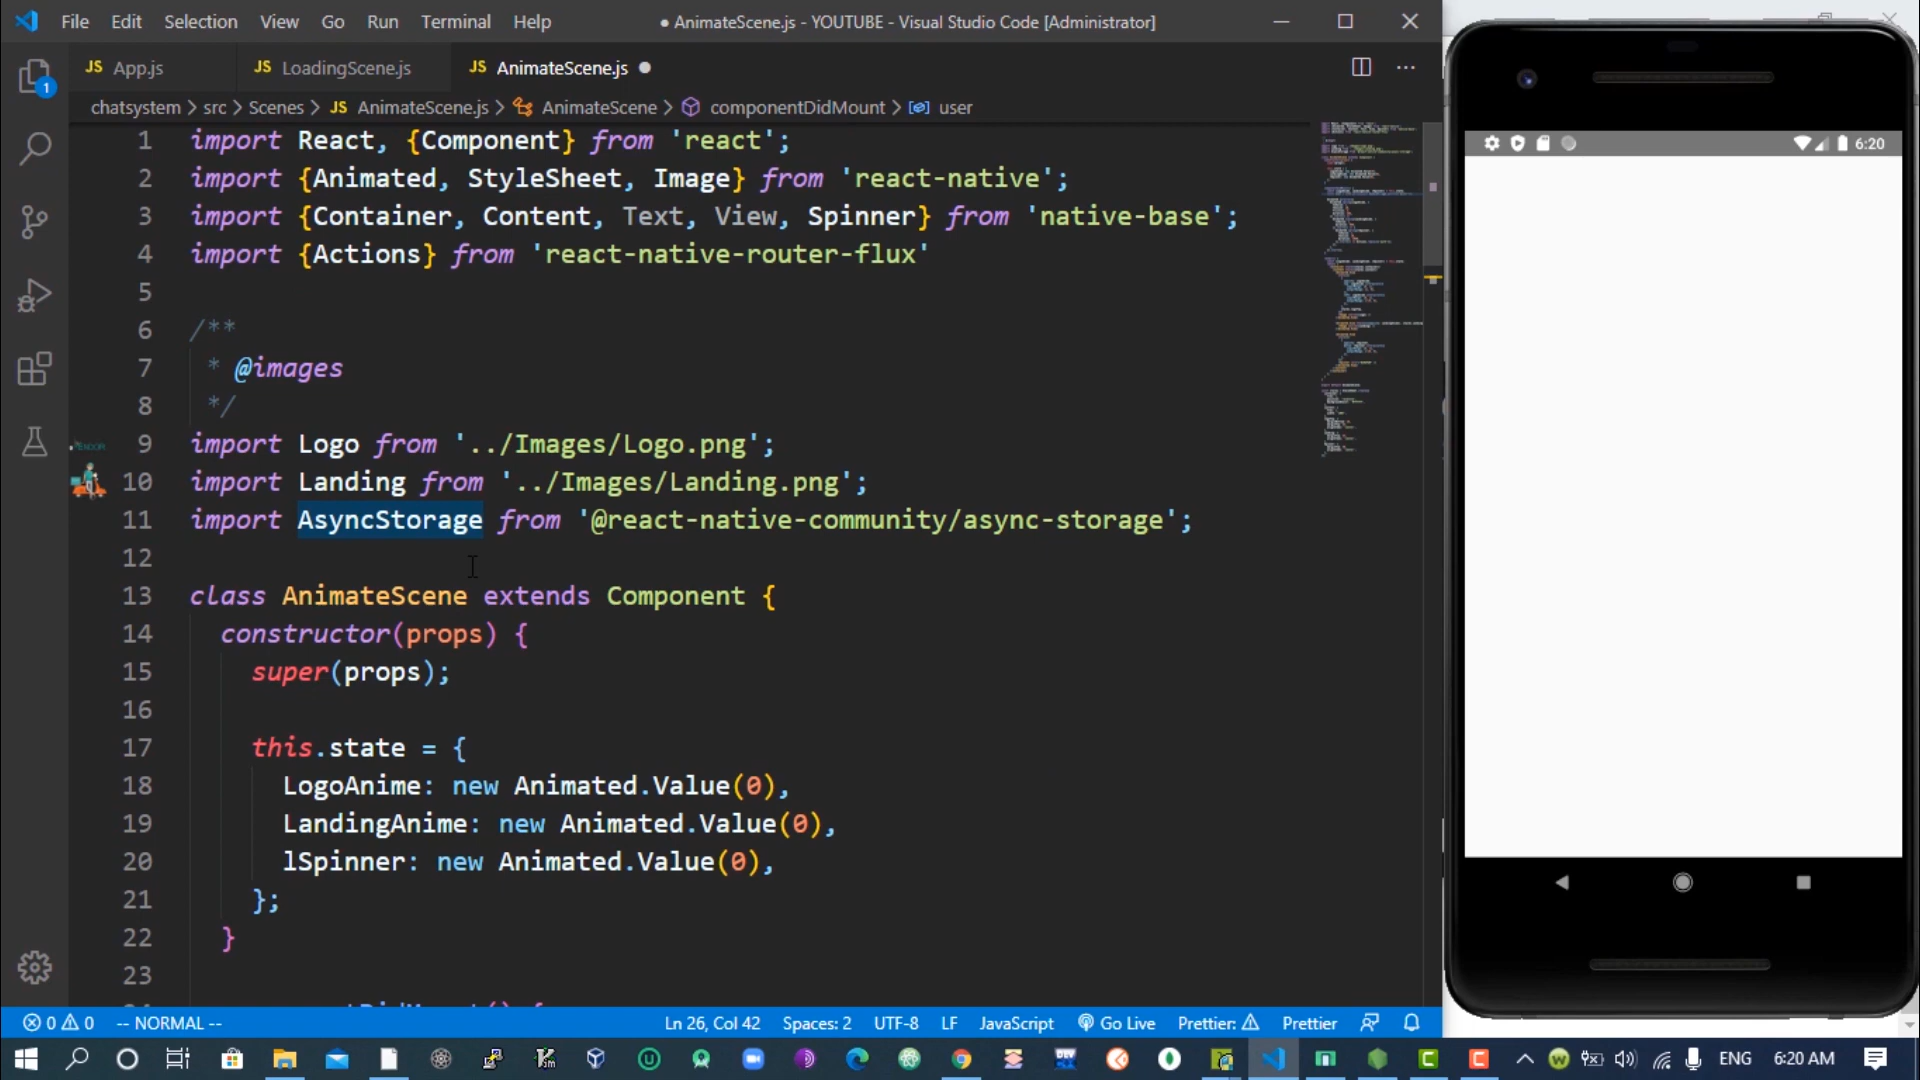 File Edit Selection View Go Run Terminal Help
● AnimateScene.js - YOUTUBE - Visual Studio Code [Administrator]
JS App.js
JS LoadingScene.js
JS AnimateScene.js ●
chatsystem > src > Scenes > JS AnimateScene.js > AnimateScene > componentDidMount > user
1 import React, {Component} from 'react';
2 import {Animated, StyleSheet, Image} from 'react-native';
3 import {Container, Content, Text, View, Spinner} from 'native-base';
4 import {Actions} from 'react-native-router-flux'
5
6 /**
7 * @images
8 */
9 import Logo from '../Images/Logo.png';
10 import Landing from '../Images/Landing.png';
11 import AsyncStorage from '@react-native-community/async-storage';
12
13 class AnimateScene extends Component {
14 constructor(props) {
15 super(props);
16
17 this.state = {
18 LogoAnime: new Animated.Value(0),
19 LandingAnime: new Animated.Value(0),
20 lSpinner: new Animated.Value(0),
21 };
22 }
23
1
6:20
0 0 -- NORMAL -- Ln 26, Col 42 Spaces: 2 UTF-8 LF JavaScript Go Live Prettier: Prettier
ENG 6:20 AM